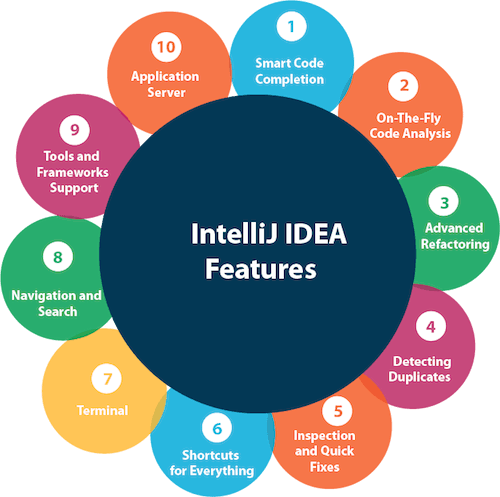 IntelliJ IDEA
Features
1
Smart Code
Completion
2
On-The-Fly
Code Analysis
3
Advanced
Refactoring
4
Detecting
Duplicates
5
Inspection
and Quick
Fixes
6
Shortcuts
for Everything
7
Terminal
8
Navigation and
Search
9
Tools and
Frameworks
Support
10
Application
Server